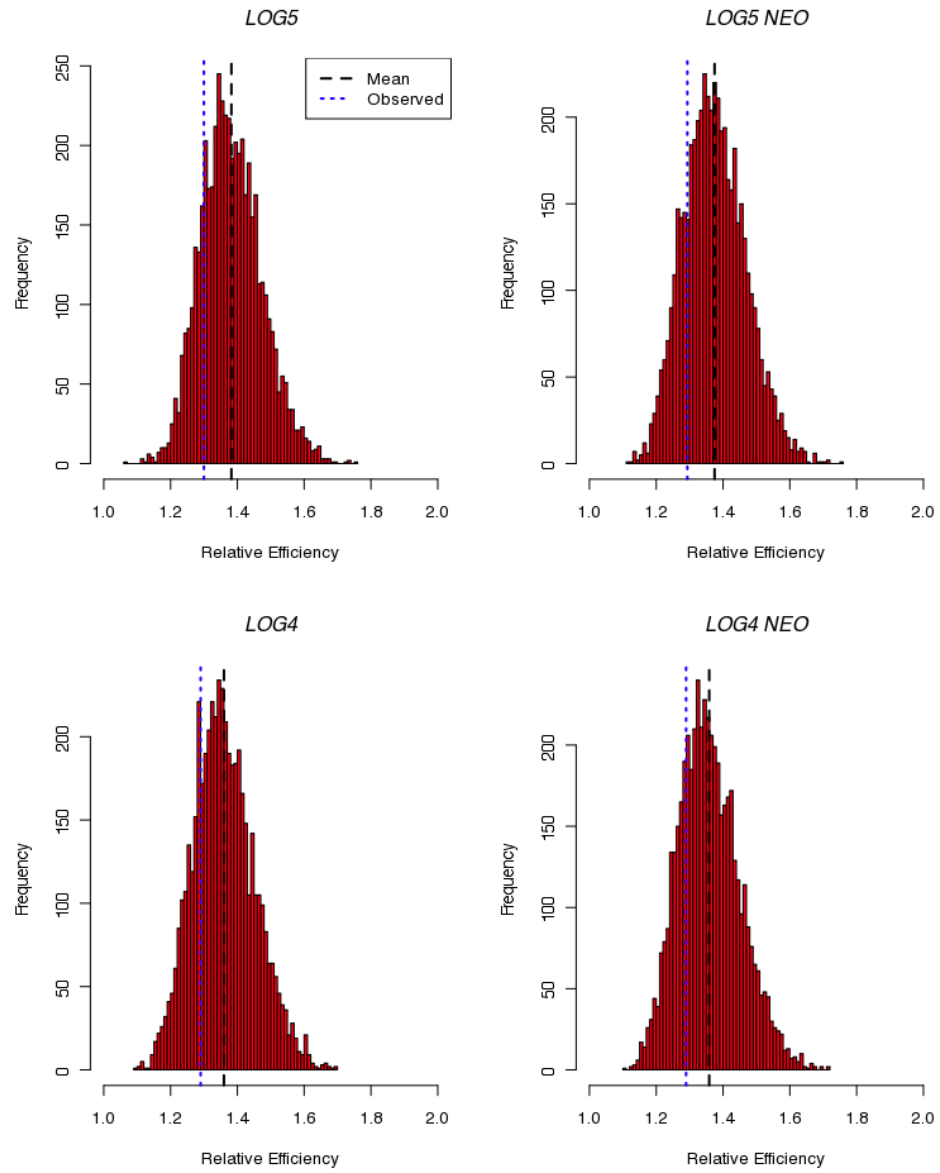 LOG5
Mean
Observed
Frequency
0 50 100 150 200 250
1.0 1.2 1.4 1.6 1.8 2.0
Relative Efficiency
LOG5 NEO
Frequency
0 50 100 150 200
1.0 1.2 1.4 1.6 1.8 2.0
Relative Efficiency
LOG4
Frequency
0 50 100 150 200
1.0 1.2 1.4 1.6 1.8 2.0
Relative Efficiency
LOG4 NEO
Frequency
0 50 100 150 200
1.0 1.2 1.4 1.6 1.8 2.0
Relative Efficiency